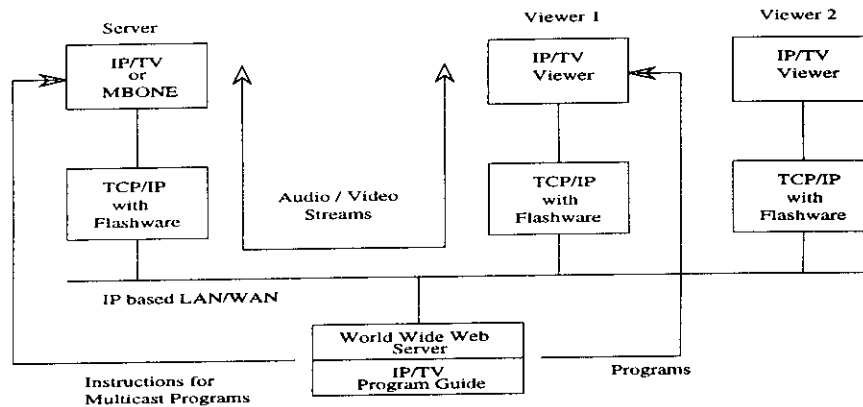 Server
Viewer 1
Viewer 2
IP/TV
or
MBONE
IP/TV
Viewer
IP/TV
Viewer
TCP/IP
with
Flashware
Audio / Video
Streams
TCP/IP
with
Flashware
TCP/IP
with
Flashware
IP based LAN/WAN
World Wide Web
Server
IP/TV
Program Guide
Instructions for
Multicast Programs
Programs